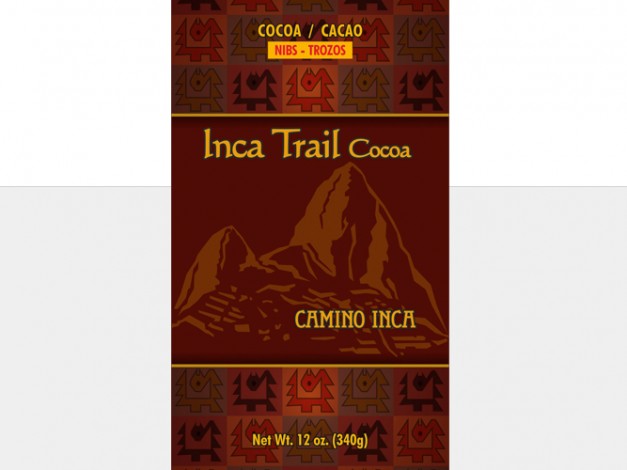 COCOA / CACAO
NIBS - TROZOS
Inca Trail Cocoa
CAMINO INCA
Net Wt. 12 oz. (340g)